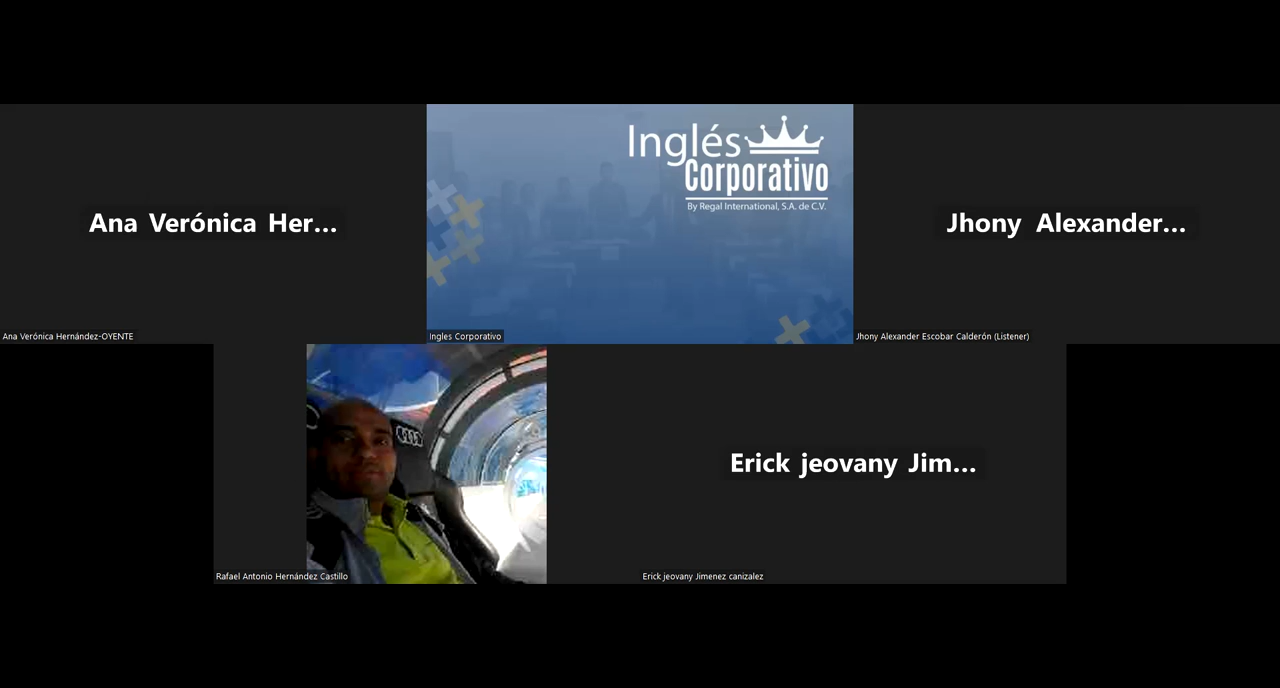 Ana Verónica Her...
Ana Verónica Hernández-OYENTE
Inglés
Corporativo
By Regal International, S.A. de C.V.
Ingles Corporativo
Jhony Alexander...
Jhony Alexander Escobar Calderón (Listener)
Rafael Antonio Hernández Castillo
Erick jeovany Jim...
Erick jeovany Jimenez canizalez